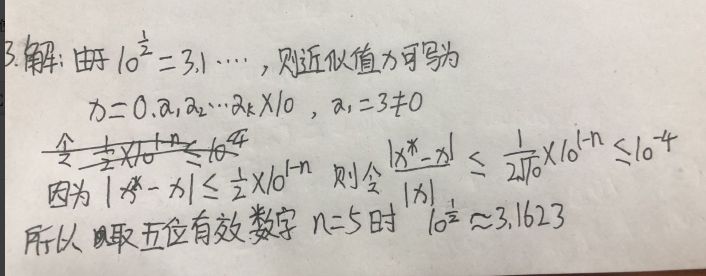 3.解:由于 10^{1/2} = 3.1····,则近似值x可写为
x = 0.a₁a₂···aₖ×10 , a₁=3≠0
令 1/2×10^{1-n} ≤ 10^{-4}
因为 |x*-x| ≤ 1/2×10^{1-n} 则令 |x*-x|/|x| ≤ 1/(2√10)×10^{1-n} ≤10^{-4}
所以取五位有效数字 n=5时 10^{1/2}≈3.1623